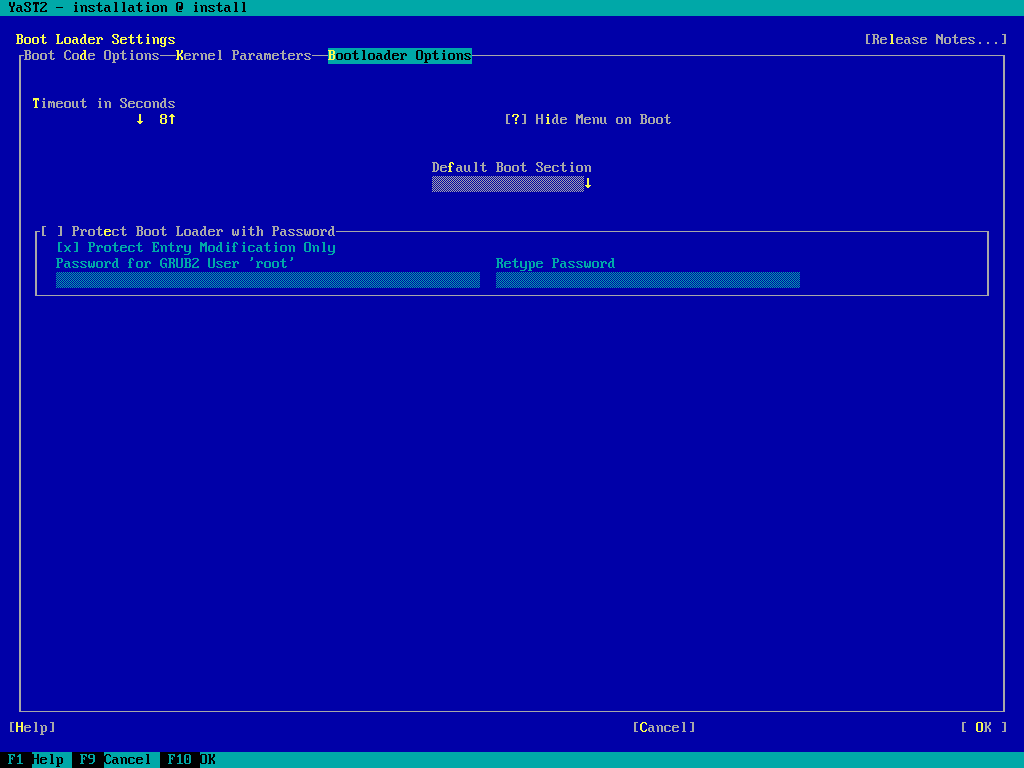 YaST2 - installation @ install
Boot Loader Settings [Release Notes...]
Boot Code Options Kernel Parameters Bootloader Options
Timeout in Seconds
↓ 8↑ [?] Hide Menu on Boot
Default Boot Section
↓
[ ] Protect Boot Loader with Password
[x] Protect Entry Modification Only
Password for GRUB2 User 'root' Retype Password
[Help] [Cancel] [ OK ]
F1 Help F9 Cancel F10 OK